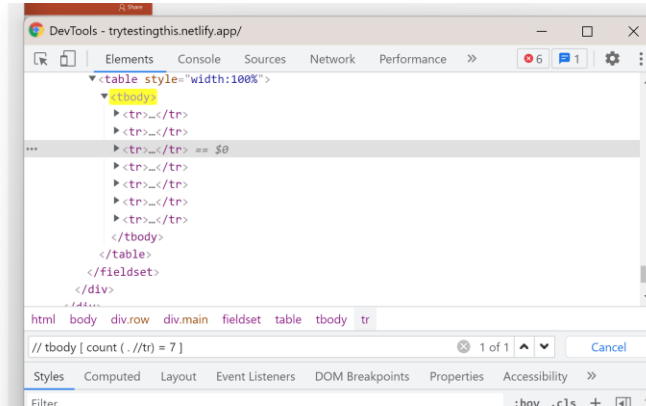 Share
DevTools - trytestingthis.netlify.app/
Elements Console Sources Network Performance » 6 1
▼<table style="width:100%">
▼<tbody>
▶<tr>…</tr>
▶<tr>…</tr>
••• ▶<tr>…</tr> == $0
▶<tr>…</tr>
▶<tr>…</tr>
▶<tr>…</tr>
▶<tr>…</tr>
</tbody>
</table>
</fieldset>
</div>
</div>
html body div.row div.main fieldset table tbody tr
// tbody [ count ( . //tr) = 7 ] 1 of 1 Cancel
Styles Computed Layout Event Listeners DOM Breakpoints Properties Accessibility »
Filter :hov .cls +